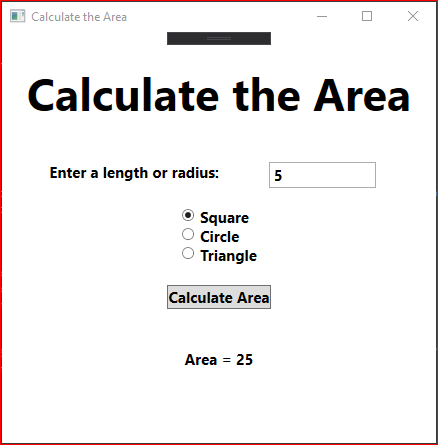 Calculate the Area
Calculate the Area
Enter a length or radius: 5
Square
Circle
Triangle
Calculate Area
Area = 25